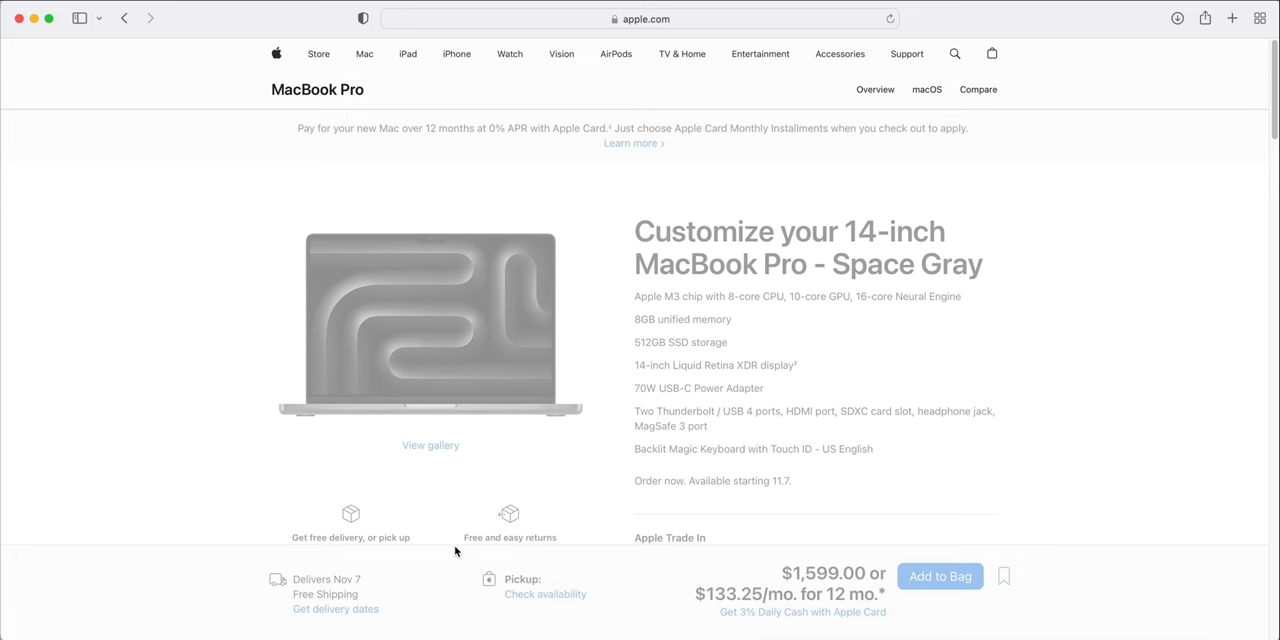 apple.com
Store Mac iPad iPhone Watch Vision AirPods TV & Home Entertainment Accessories Support
MacBook Pro
Overview macOS Compare
Pay for your new Mac over 12 months at 0% APR with Apple Card.◊ Just choose Apple Card Monthly Installments when you check out to apply.
Learn more ›
Customize your 14-inch
MacBook Pro - Space Gray
Apple M3 chip with 8-core CPU, 10-core GPU, 16-core Neural Engine
8GB unified memory
512GB SSD storage
14-inch Liquid Retina XDR display³
70W USB-C Power Adapter
Two Thunderbolt / USB 4 ports, HDMI port, SDXC card slot, headphone jack,
MagSafe 3 port
Backlit Magic Keyboard with Touch ID - US English
Order now. Available starting 11.7.
View gallery
Get free delivery, or pick up
Free and easy returns
Apple Trade In
Delivers Nov 7
Free Shipping
Get delivery dates
Pickup:
Check availability
$1,599.00 or
$133.25/mo. for 12 mo.*
Get 3% Daily Cash with Apple Card
Add to Bag